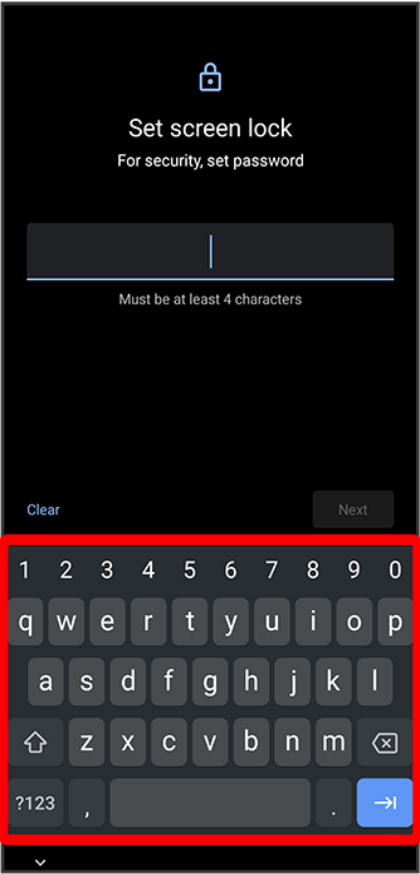 Set screen lock
For security, set password
Must be at least 4 characters
Clear Next
1 2 3 4 5 6 7 8 9 0
q w e r t y u i o p
a s d f g h j k l
z x c v b n m
?123 , .